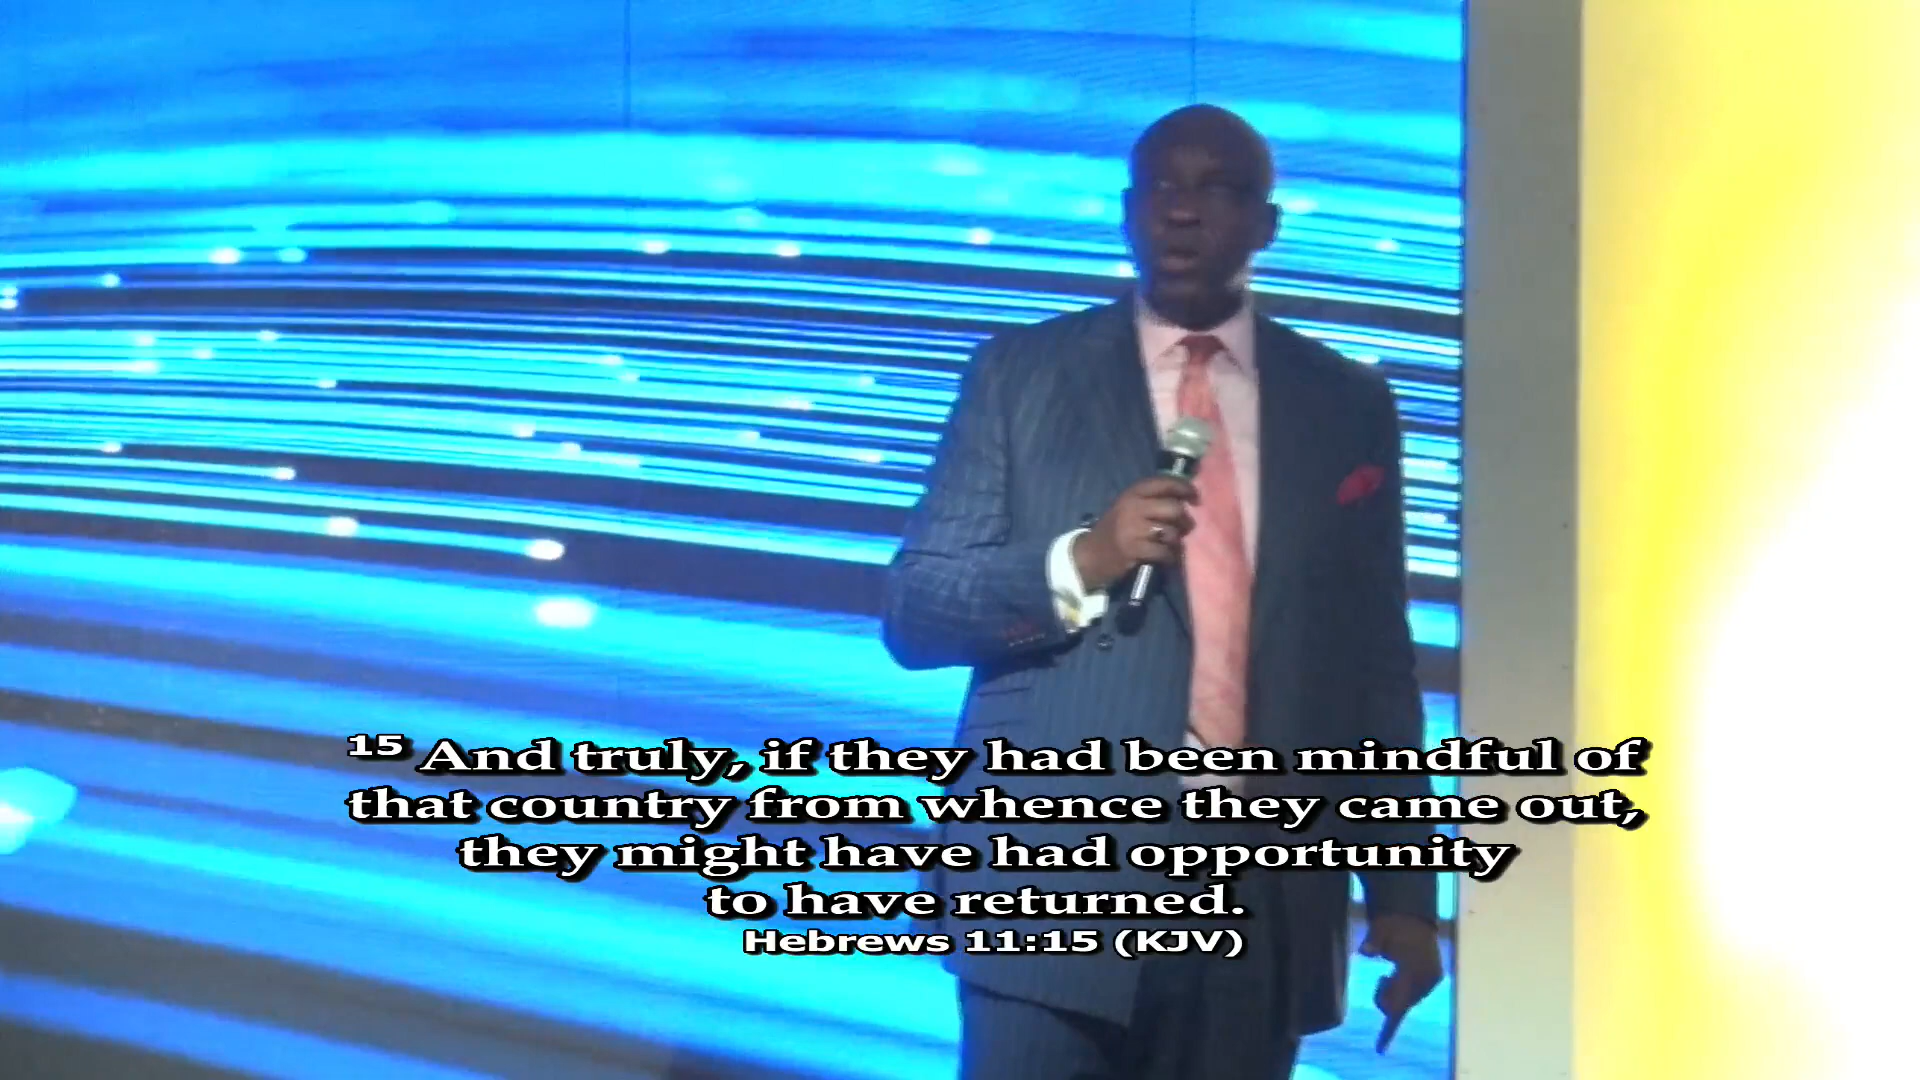 15 And truly, if they had been mindful of
that country from whence they came out,
they might have had opportunity
to have returned.
Hebrews 11:15 (KJV)